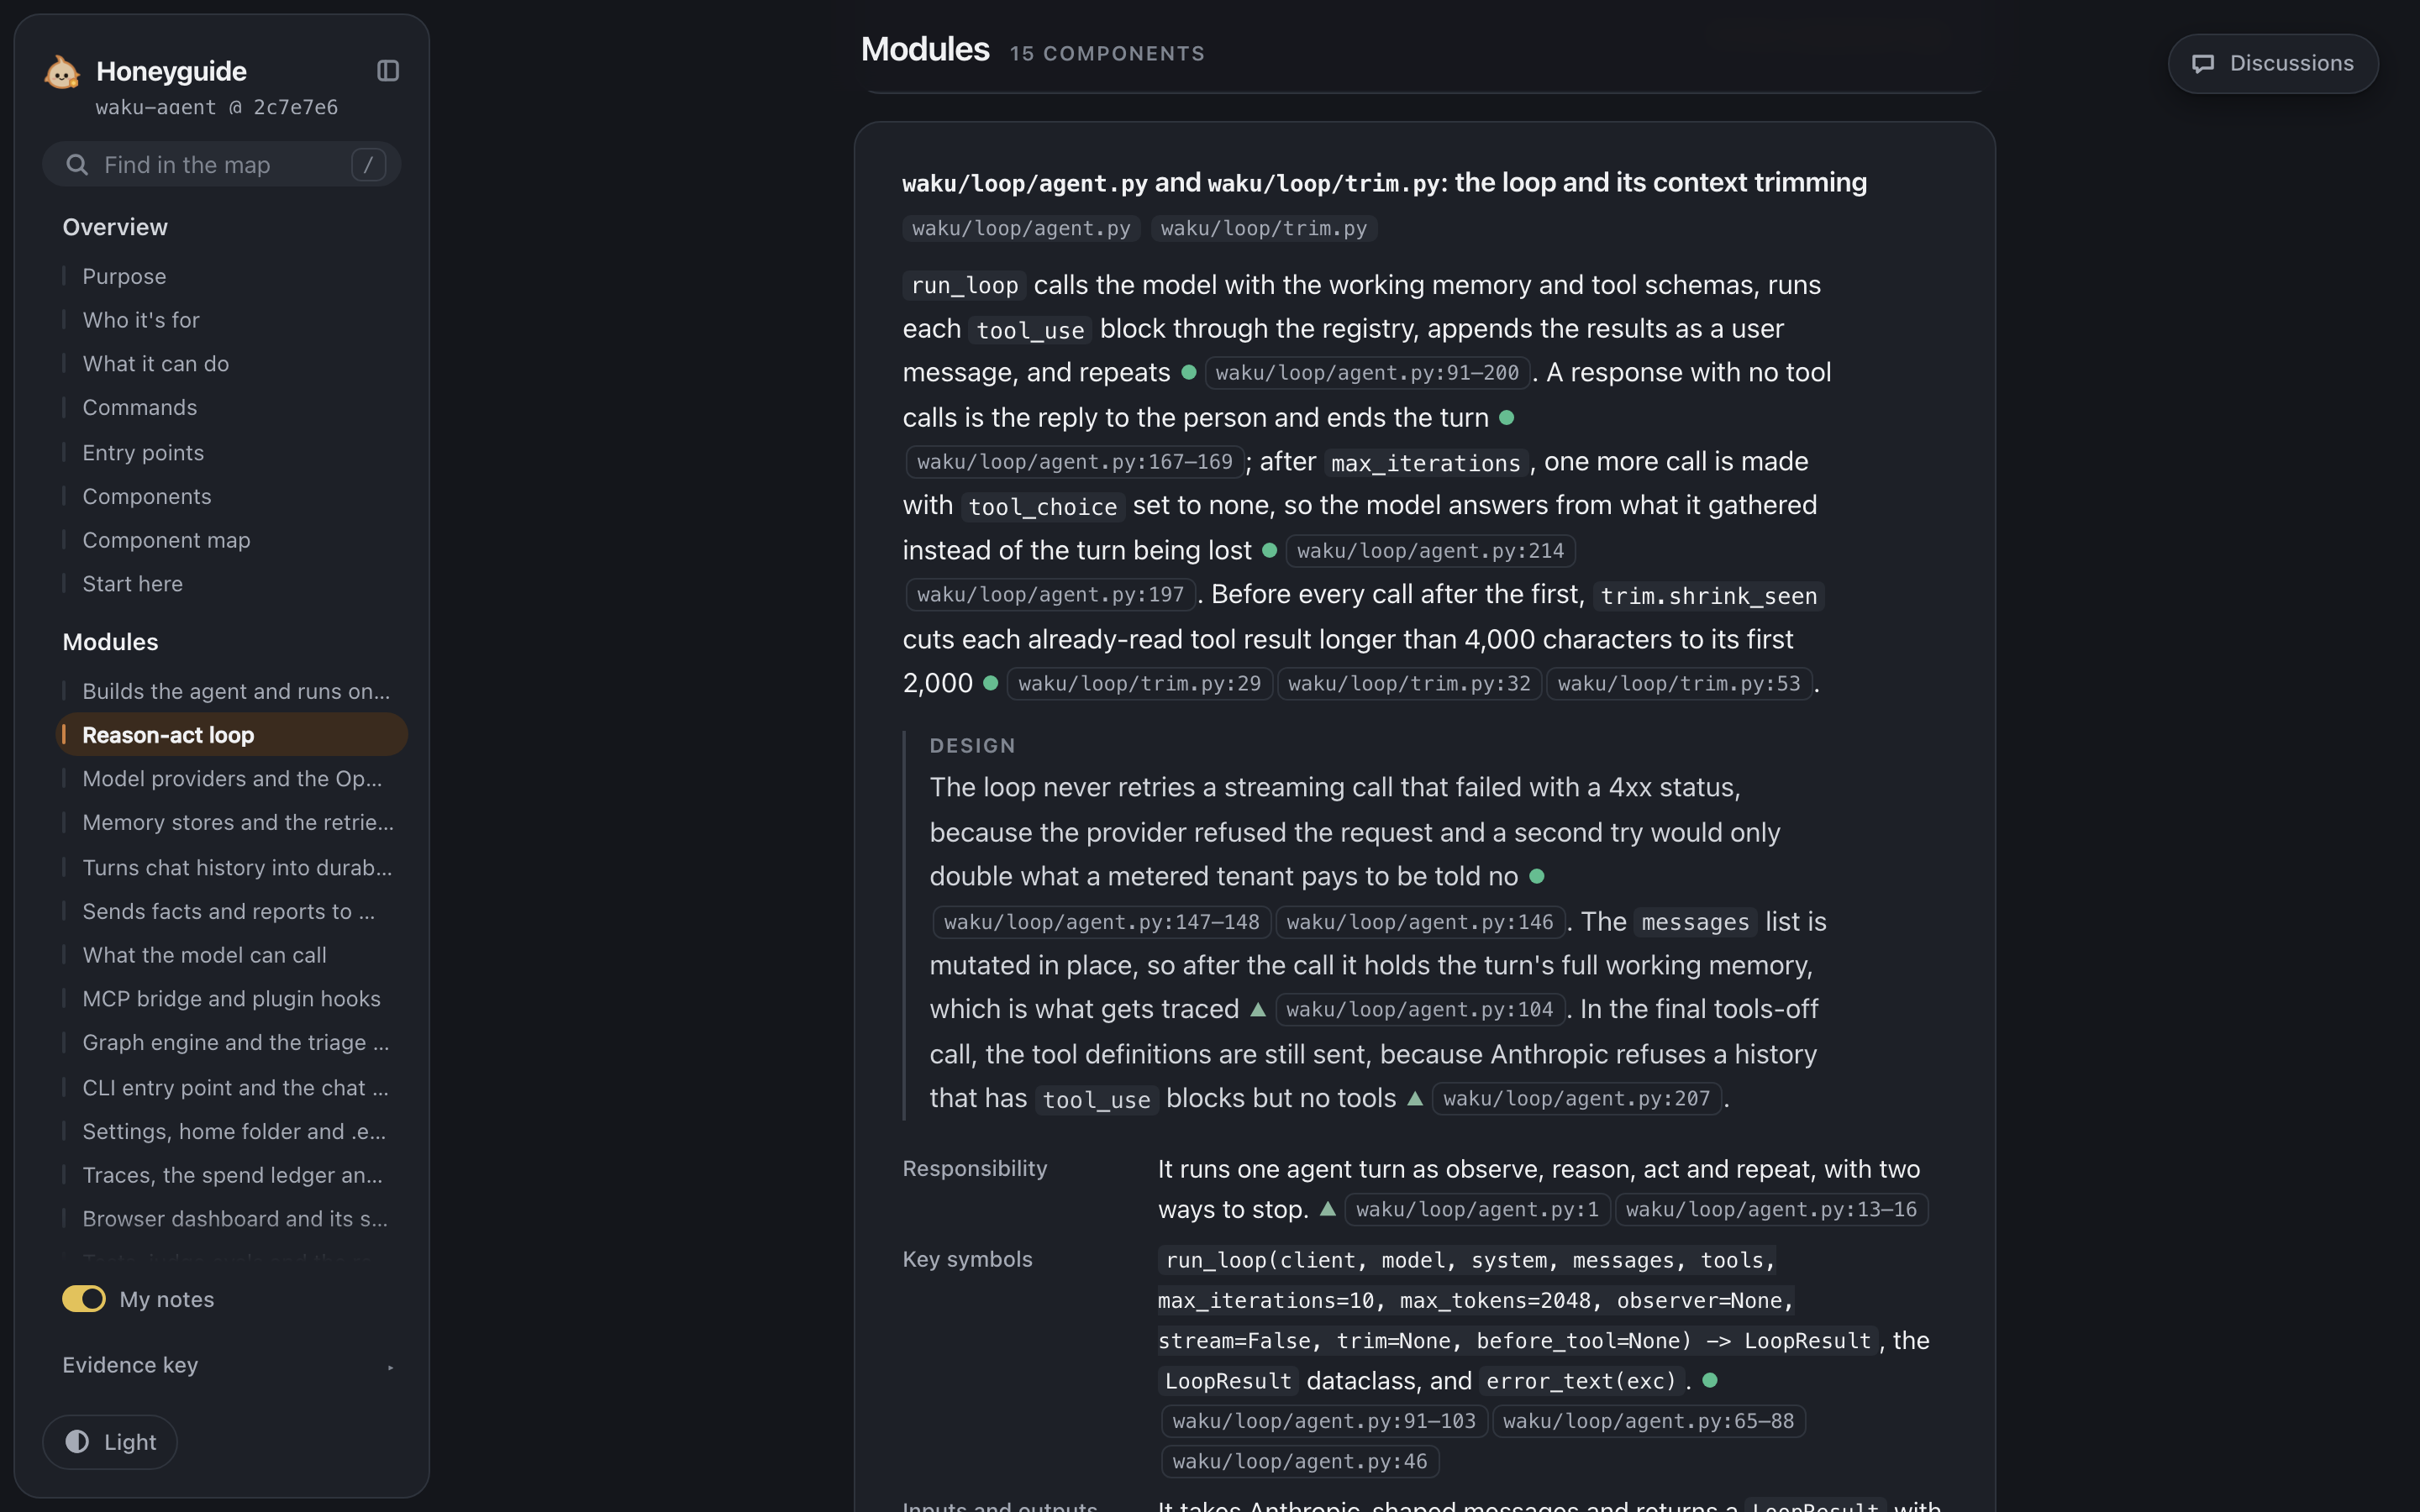 Honeyguide
waku-agent @ 2c7e7e6
Find in the map /
Overview
Purpose
Who it's for
What it can do
Commands
Entry points
Components
Component map
Start here
Modules
Builds the agent and runs on...
Reason-act loop
Model providers and the Op...
Memory stores and the retrie...
Turns chat history into durab...
Sends facts and reports to ...
What the model can call
MCP bridge and plugin hooks
Graph engine and the triage ...
CLI entry point and the chat ...
Settings, home folder and .e...
Traces, the spend ledger an...
Browser dashboard and its s...
My notes
Evidence key
Light
Modules 15 COMPONENTS
Discussions
waku/loop/agent.py and waku/loop/trim.py: the loop and its context trimming
waku/loop/agent.py waku/loop/trim.py
run_loop calls the model with the working memory and tool schemas, runs
each tool_use block through the registry, appends the results as a user
message, and repeats waku/loop/agent.py:91–200. A response with no tool
calls is the reply to the person and ends the turn
waku/loop/agent.py:167–169; after max_iterations, one more call is made
with tool_choice set to none, so the model answers from what it gathered
instead of the turn being lost waku/loop/agent.py:214
waku/loop/agent.py:197. Before every call after the first, trim.shrink_seen
cuts each already-read tool result longer than 4,000 characters to its first
2,000 waku/loop/trim.py:29 waku/loop/trim.py:32 waku/loop/trim.py:53.
DESIGN
The loop never retries a streaming call that failed with a 4xx status,
because the provider refused the request and a second try would only
double what a metered tenant pays to be told no
waku/loop/agent.py:147–148 waku/loop/agent.py:146. The messages list is
mutated in place, so after the call it holds the turn's full working memory,
which is what gets traced waku/loop/agent.py:104. In the final tools-off
call, the tool definitions are still sent, because Anthropic refuses a history
that has tool_use blocks but no tools waku/loop/agent.py:207.
Responsibility
It runs one agent turn as observe, reason, act and repeat, with two
ways to stop. waku/loop/agent.py:1 waku/loop/agent.py:13–16
Key symbols
run_loop(client, model, system, messages, tools,
max_iterations=10, max_tokens=2048, observer=None,
stream=False, trim=None, before_tool=None) -> LoopResult, the
LoopResult dataclass, and error_text(exc).
waku/loop/agent.py:91–103 waku/loop/agent.py:65–88
waku/loop/agent.py:46
Inputs and outputs
It takes Anthropic-shaped messages and returns a LoopResult with